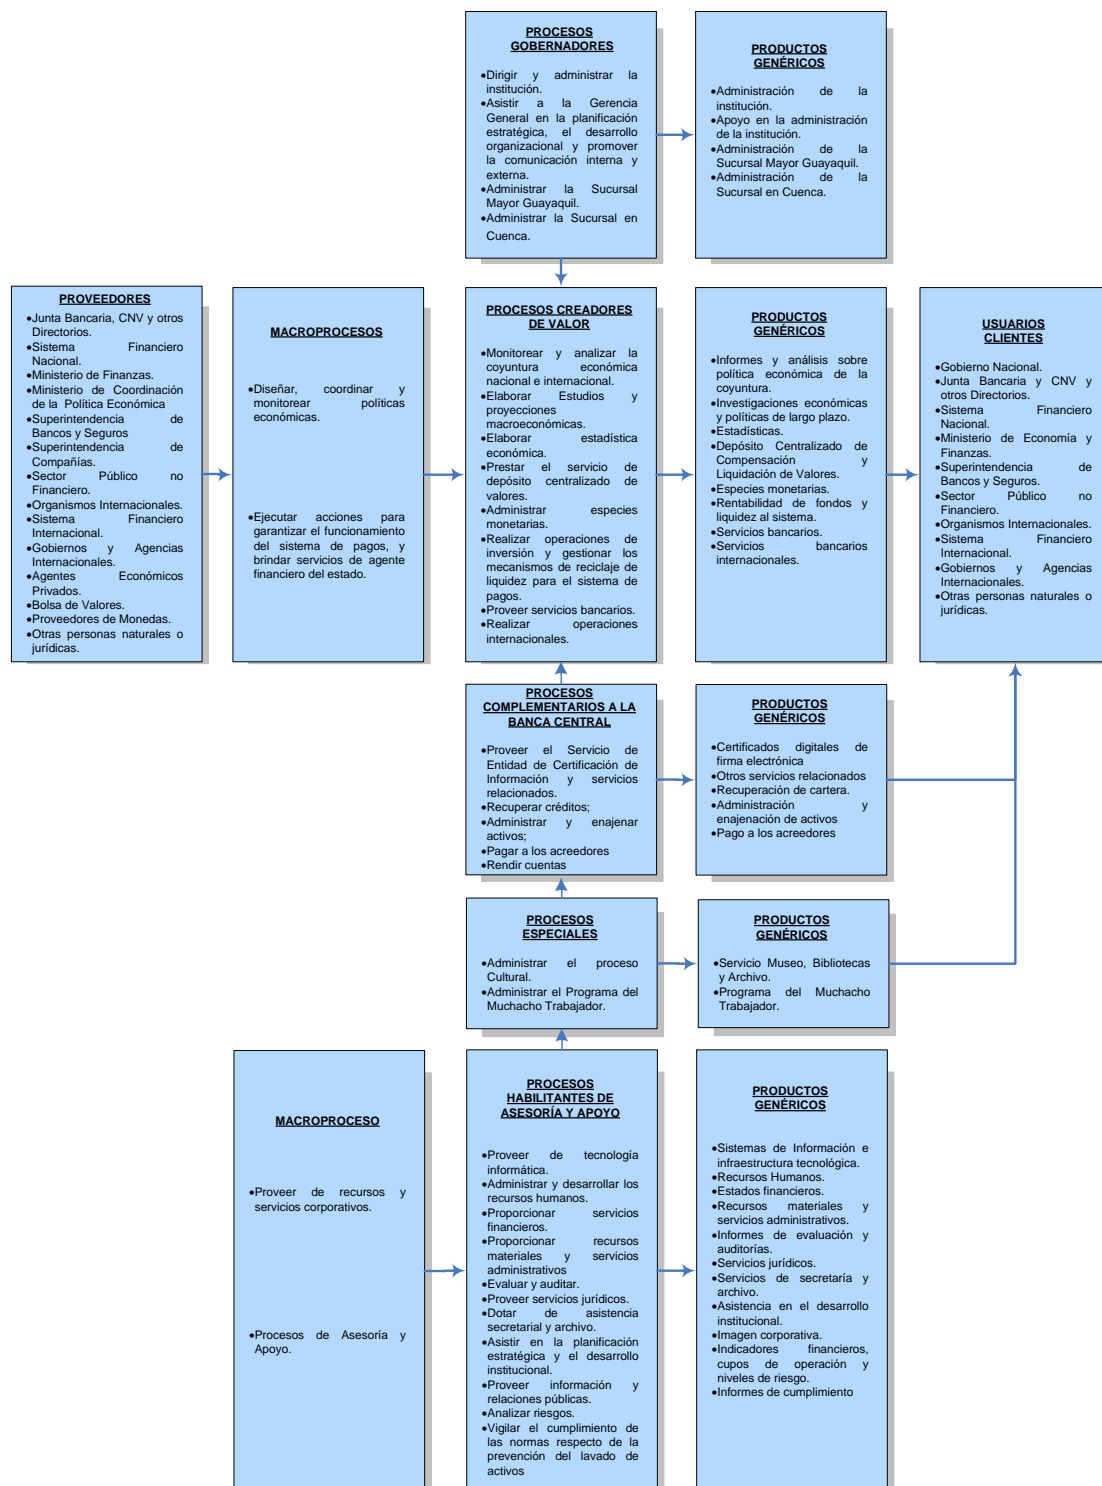 PROCESOS
GOBERNADORES
•Dirigir y administrar la
institución.
•Asistir a la Gerencia
General en la planificación
estratégica, el desarrollo
organizacional y promover
la comunicación interna y
externa.
•Administrar la Sucursal
Mayor Guayaquil.
•Administrar la Sucursal en
Cuenca.
PRODUCTOS
GENÉRICOS
•Administración de la
institución.
•Apoyo en la administración
de la institución.
•Administración de la
Sucursal Mayor Guayaquil.
•Administración de la
Sucursal en Cuenca.
PROVEEDORES
•Junta Bancaria, CNV y otros
Directorios.
•Sistema Financiero
Nacional.
•Ministerio de Finanzas.
•Ministerio de Coordinación
de la Política Económica
•Superintendencia de
Bancos y Seguros
•Superintendencia de
Compañías.
•Sector Público no
Financiero.
•Organismos Internacionales.
•Sistema Financiero
Internacional.
•Gobiernos y Agencias
Internacionales.
•Agentes Económicos
Privados.
•Bolsa de Valores.
•Proveedores de Monedas.
•Otras personas naturales o
jurídicas.
MACROPROCESOS
•Diseñar, coordinar y
monitorear políticas
económicas.
•Ejecutar acciones para
garantizar el funcionamiento
del sistema de pagos, y
brindar servicios de agente
financiero del estado.
PROCESOS CREADORES
DE VALOR
•Monitorear y analizar la
coyuntura económica
nacional e internacional.
•Elaborar Estudios y
proyecciones
macroeconómicas.
•Elaborar estadística
económica.
•Prestar el servicio de
depósito centralizado de
valores.
•Administrar especies
monetarias.
•Realizar operaciones de
inversión y gestionar los
mecanismos de reciclaje de
liquidez para el sistema de
pagos.
•Proveer servicios bancarios.
•Realizar operaciones
internacionales.
PRODUCTOS
GENÉRICOS
•Informes y análisis sobre
política económica de la
coyuntura.
•Investigaciones económicas
y políticas de largo plazo.
•Estadísticas.
•Depósito Centralizado de
Compensación y
Liquidación de Valores.
•Especies monetarias.
•Rentabilidad de fondos y
liquidez al sistema.
•Servicios bancarios.
•Servicios bancarios
internacionales.
USUARIOS
CLIENTES
•Gobierno Nacional.
•Junta Bancaria y CNV y
otros Directorios.
•Sistema Financiero
Nacional.
•Ministerio de Economía y
Finanzas.
•Superintendencia de
Bancos y Seguros.
•Sector Público no
Financiero.
•Organismos Internacionales.
•Sistema Financiero
Internacional.
•Gobiernos y Agencias
Internacionales.
•Otras personas naturales o
jurídicas.
PROCESOS
COMPLEMENTARIOS A LA
BANCA CENTRAL
•Proveer el Servicio de
Entidad de Certificación de
Información y servicios
relacionados.
•Recuperar créditos;
•Administrar y enajenar
activos;
•Pagar a los acreedores
•Rendir cuentas
PRODUCTOS
GENÉRICOS
•Certificados digitales de
firma electrónica
•Otros servicios relacionados
•Recuperación de cartera.
•Administración y
enajenación de activos
•Pago a los acreedores
PROCESOS
ESPECIALES
•Administrar el proceso
Cultural.
•Administrar el Programa del
Muchacho Trabajador.
PRODUCTOS
GENÉRICOS
•Servicio Museo, Bibliotecas
y Archivo.
•Programa del Muchacho
Trabajador.
MACROPROCESO
•Proveer de recursos y
servicios corporativos.
•Procesos de Asesoría y
Apoyo.
PROCESOS
HABILITANTES DE
ASESORÍA Y APOYO
•Proveer de tecnología
informática.
•Administrar y desarrollar los
recursos humanos.
•Proporcionar servicios
financieros.
•Proporcionar recursos
materiales y servicios
administrativos
•Evaluar y auditar.
•Proveer servicios jurídicos.
•Dotar de asistencia
secretarial y archivo.
•Asistir en la planificación
estratégica y el desarrollo
institucional.
•Proveer información y
relaciones públicas.
•Analizar riesgos.
•Vigilar el cumplimiento de
las normas respecto de la
prevención del lavado de
activos
PRODUCTOS
GENÉRICOS
•Sistemas de Información e
infraestructura tecnológica.
•Recursos Humanos.
•Estados financieros.
•Recursos materiales y
servicios administrativos.
•Informes de evaluación y
auditorías.
•Servicios jurídicos.
•Servicios de secretaría y
archivo.
•Asistencia en el desarrollo
institucional.
•Imagen corporativa.
•Indicadores financieros,
cupos de operación y
niveles de riesgo.
•Informes de cumplimiento